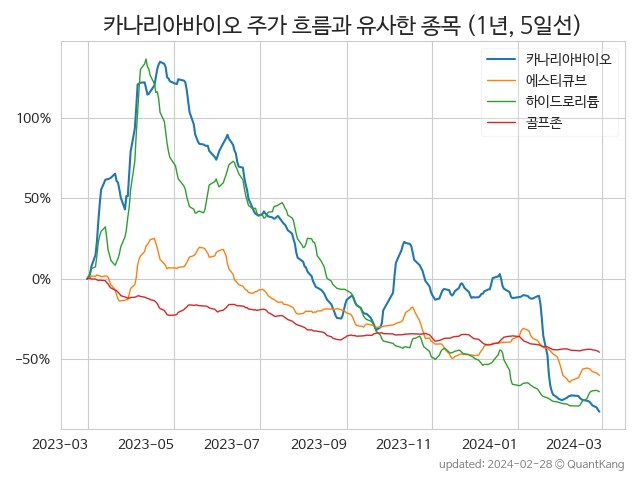 카나리아바이오 주가 흐름과 유사한 종목 (1년, 5일선)
카나리아바이오
에스티큐브
하이드로리튬
골프존
100%
50%
0%
−50%
2023-03 2023-05 2023-07 2023-09 2023-11 2024-01 2024-03
updated: 2024-02-28 © QuantKang